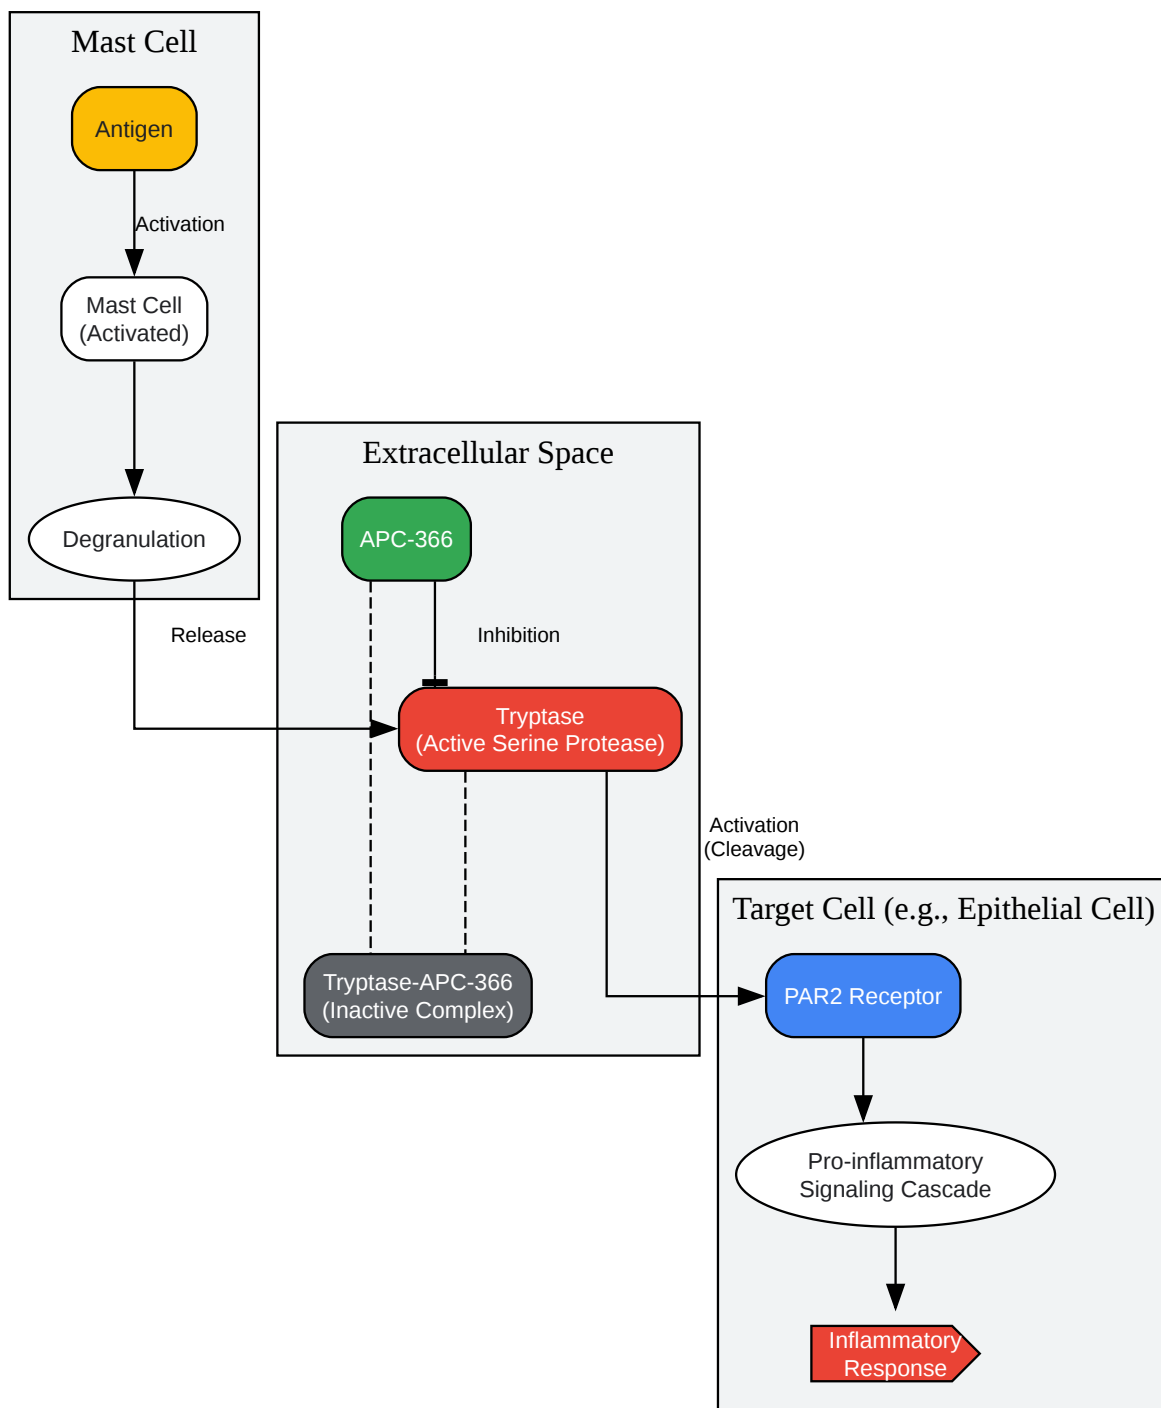 Mast Cell
Antigen
Activation
Mast Cell
(Activated)
Degranulation
Release
Extracellular Space
APC-366
Inhibition
Tryptase
(Active Serine Protease)
Tryptase-APC-366
(Inactive Complex)
Activation
(Cleavage)
Target Cell (e.g., Epithelial Cell)
PAR2 Receptor
Pro-inflammatory
Signaling Cascade
Inflammatory
Response